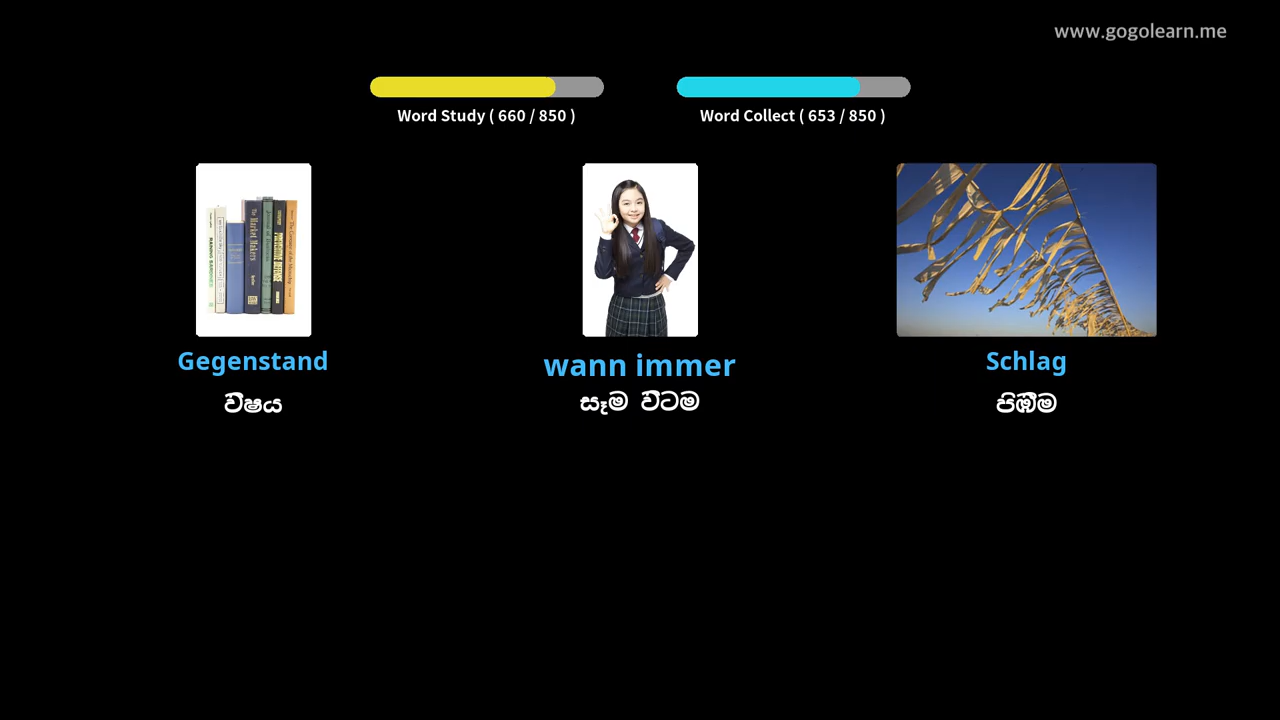 www.gogolearn.me
Word Study ( 660 / 850 )
Word Collect ( 653 / 850 )
Gegenstand
wann immer
Schlag
විෂය
සෑම විටම
පිඹීම